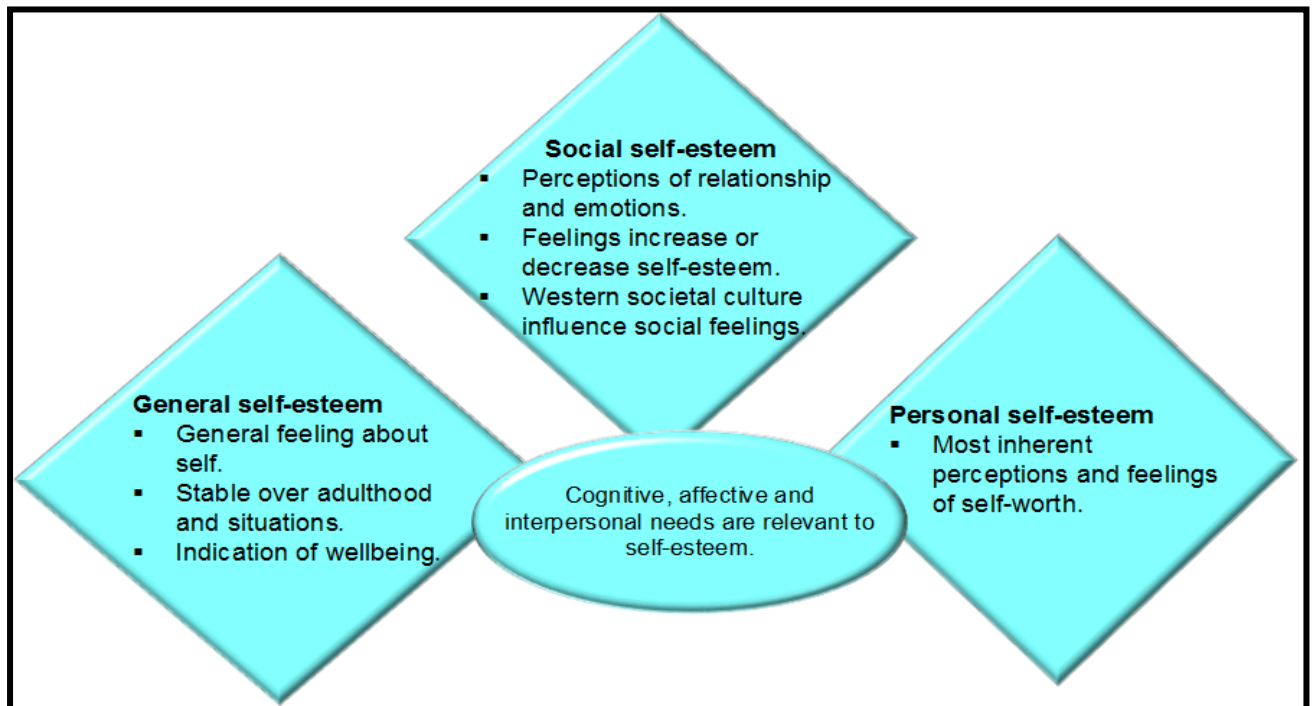 Social self-esteem
▪ Perceptions of relationship
and emotions.
▪ Feelings increase or
decrease self-esteem.
▪ Western societal culture
influence social feelings.
General self-esteem
▪ General feeling about
self.
▪ Stable over adulthood
and situations.
▪ Indication of wellbeing.
Personal self-esteem
▪ Most inherent
perceptions and feelings
of self-worth.
Cognitive, affective and
interpersonal needs are relevant to
self-esteem.